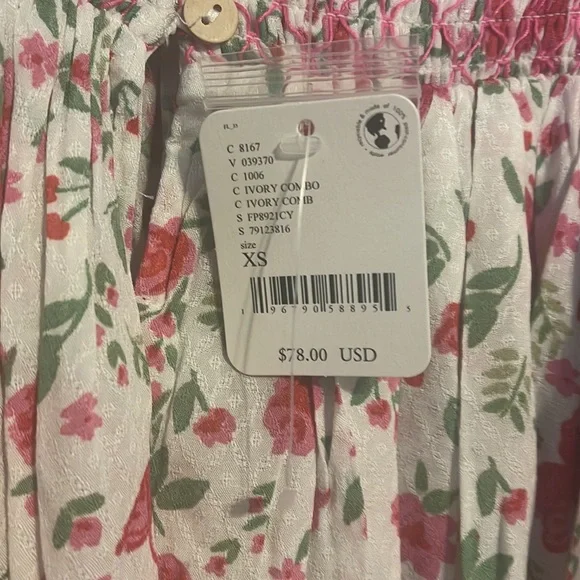 C 8167
V 039370
C 1006
C IVORY COMBO
C IVORY COMB
S FP8921CY
S 79123816
size
XS
1 96790 58895 5
$78.00 USD